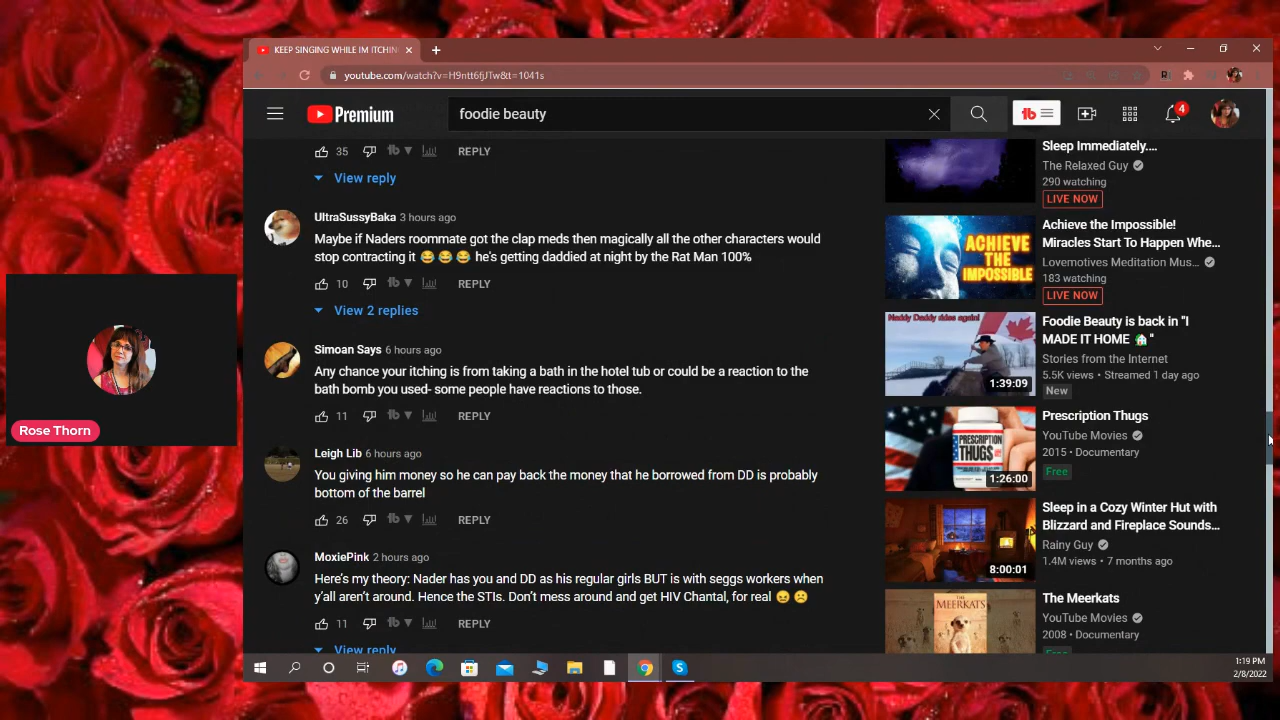 KEEP SINGING WHILE IM ITCHIN
youtube.com/watch?v=H9ntt6fjJTw&t=1041s
Premium
foodie beauty
4
35
REPLY
View reply
UltraSussyBaka 3 hours ago
Maybe if Naders roommate got the clap meds then magically all the other characters would
stop contracting it 😂 😂 😂 he's getting daddied at night by the Rat Man 100%
10
REPLY
View 2 replies
Simoan Says 6 hours ago
Any chance your itching is from taking a bath in the hotel tub or could be a reaction to the
bath bomb you used- some people have reactions to those.
11
REPLY
Leigh Lib 6 hours ago
You giving him money so he can pay back the money that he borrowed from DD is probably
bottom of the barrel
26
REPLY
MoxiePink 2 hours ago
Here's my theory: Nader has you and DD as his regular girls BUT is with seggs workers when
y'all aren't around. Hence the STIs. Don't mess around and get HIV Chantal, for real 😖 ☹️
11
REPLY
View reply
Sleep Immediately....
The Relaxed Guy
290 watching
LIVE NOW
ACHIEVE
THE
IMPOSSIBLE
Achieve the Impossible!
Miracles Start To Happen Whe...
Lovemotives Meditation Mus...
183 watching
LIVE NOW
Naddy Daddy rides again!
1:39:09
Foodie Beauty is back in "I
MADE IT HOME 🏠"
Stories from the Internet
5.5K views • Streamed 1 day ago
New
PRESCRIPTION
THUGS
1:26:00
Prescription Thugs
YouTube Movies
2015 • Documentary
Free
8:00:01
Sleep in a Cozy Winter Hut with
Blizzard and Fireplace Sounds...
Rainy Guy
1.4M views • 7 months ago
MEERKATS
The Meerkats
YouTube Movies
2008 • Documentary
Free
Rose Thorn
1:19 PM
2/8/2022